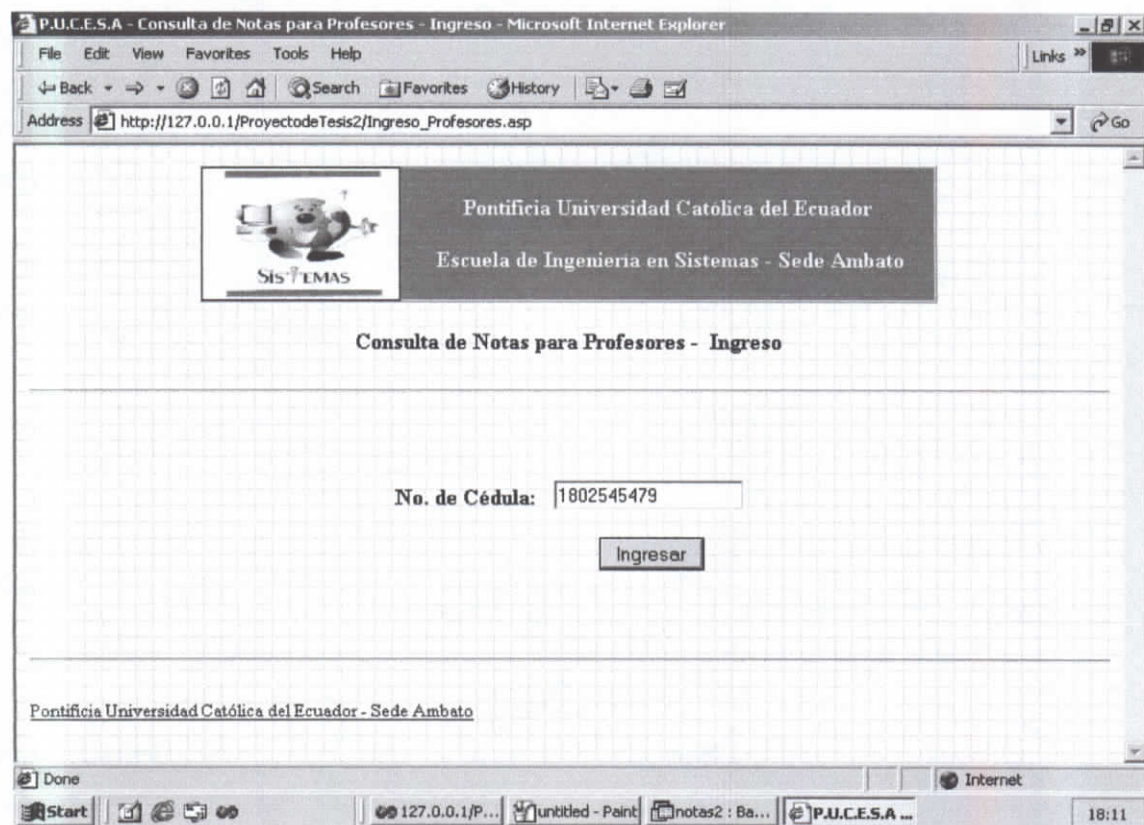 P.U.C.E.S.A - Consulta de Notas para Profesores - Ingreso - Microsoft Internet Explorer
File Edit View Favorites Tools Help Links »
Back Search Favorites History
Address http://127.0.0.1/ProyectodeTesis2/Ingreso_Profesores.asp Go
Pontificia Universidad Católica del Ecuador
Escuela de Ingeniería en Sistemas - Sede Ambato
SISTEMAS
Consulta de Notas para Profesores - Ingreso
No. de Cédula: 1802545479
Ingresar
Pontificia Universidad Católica del Ecuador - Sede Ambato
Done Internet
Start 127.0.0.1/P... untitled - Paint notas2 : Ba... P.U.C.E.S.A ... 18:11